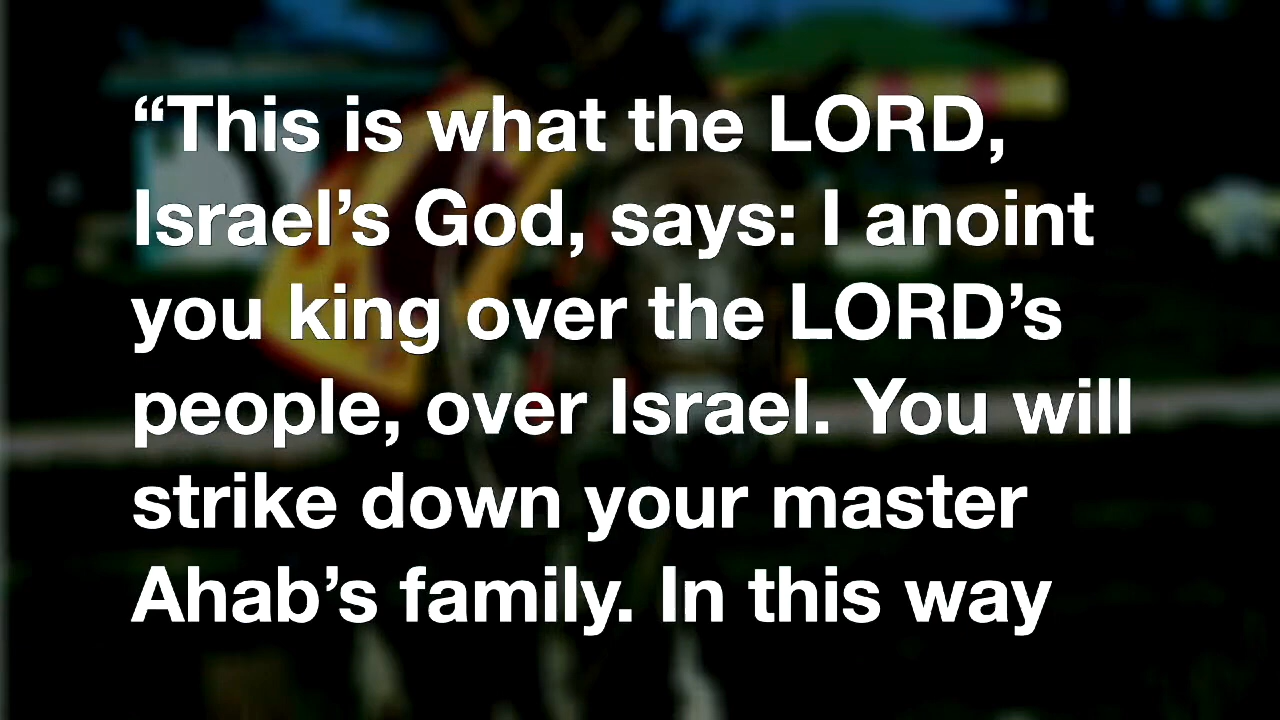 “This is what the LORD,
Israel’s God, says: I anoint
you king over the LORD’s
people, over Israel. You will
strike down your master
Ahab’s family. In this way